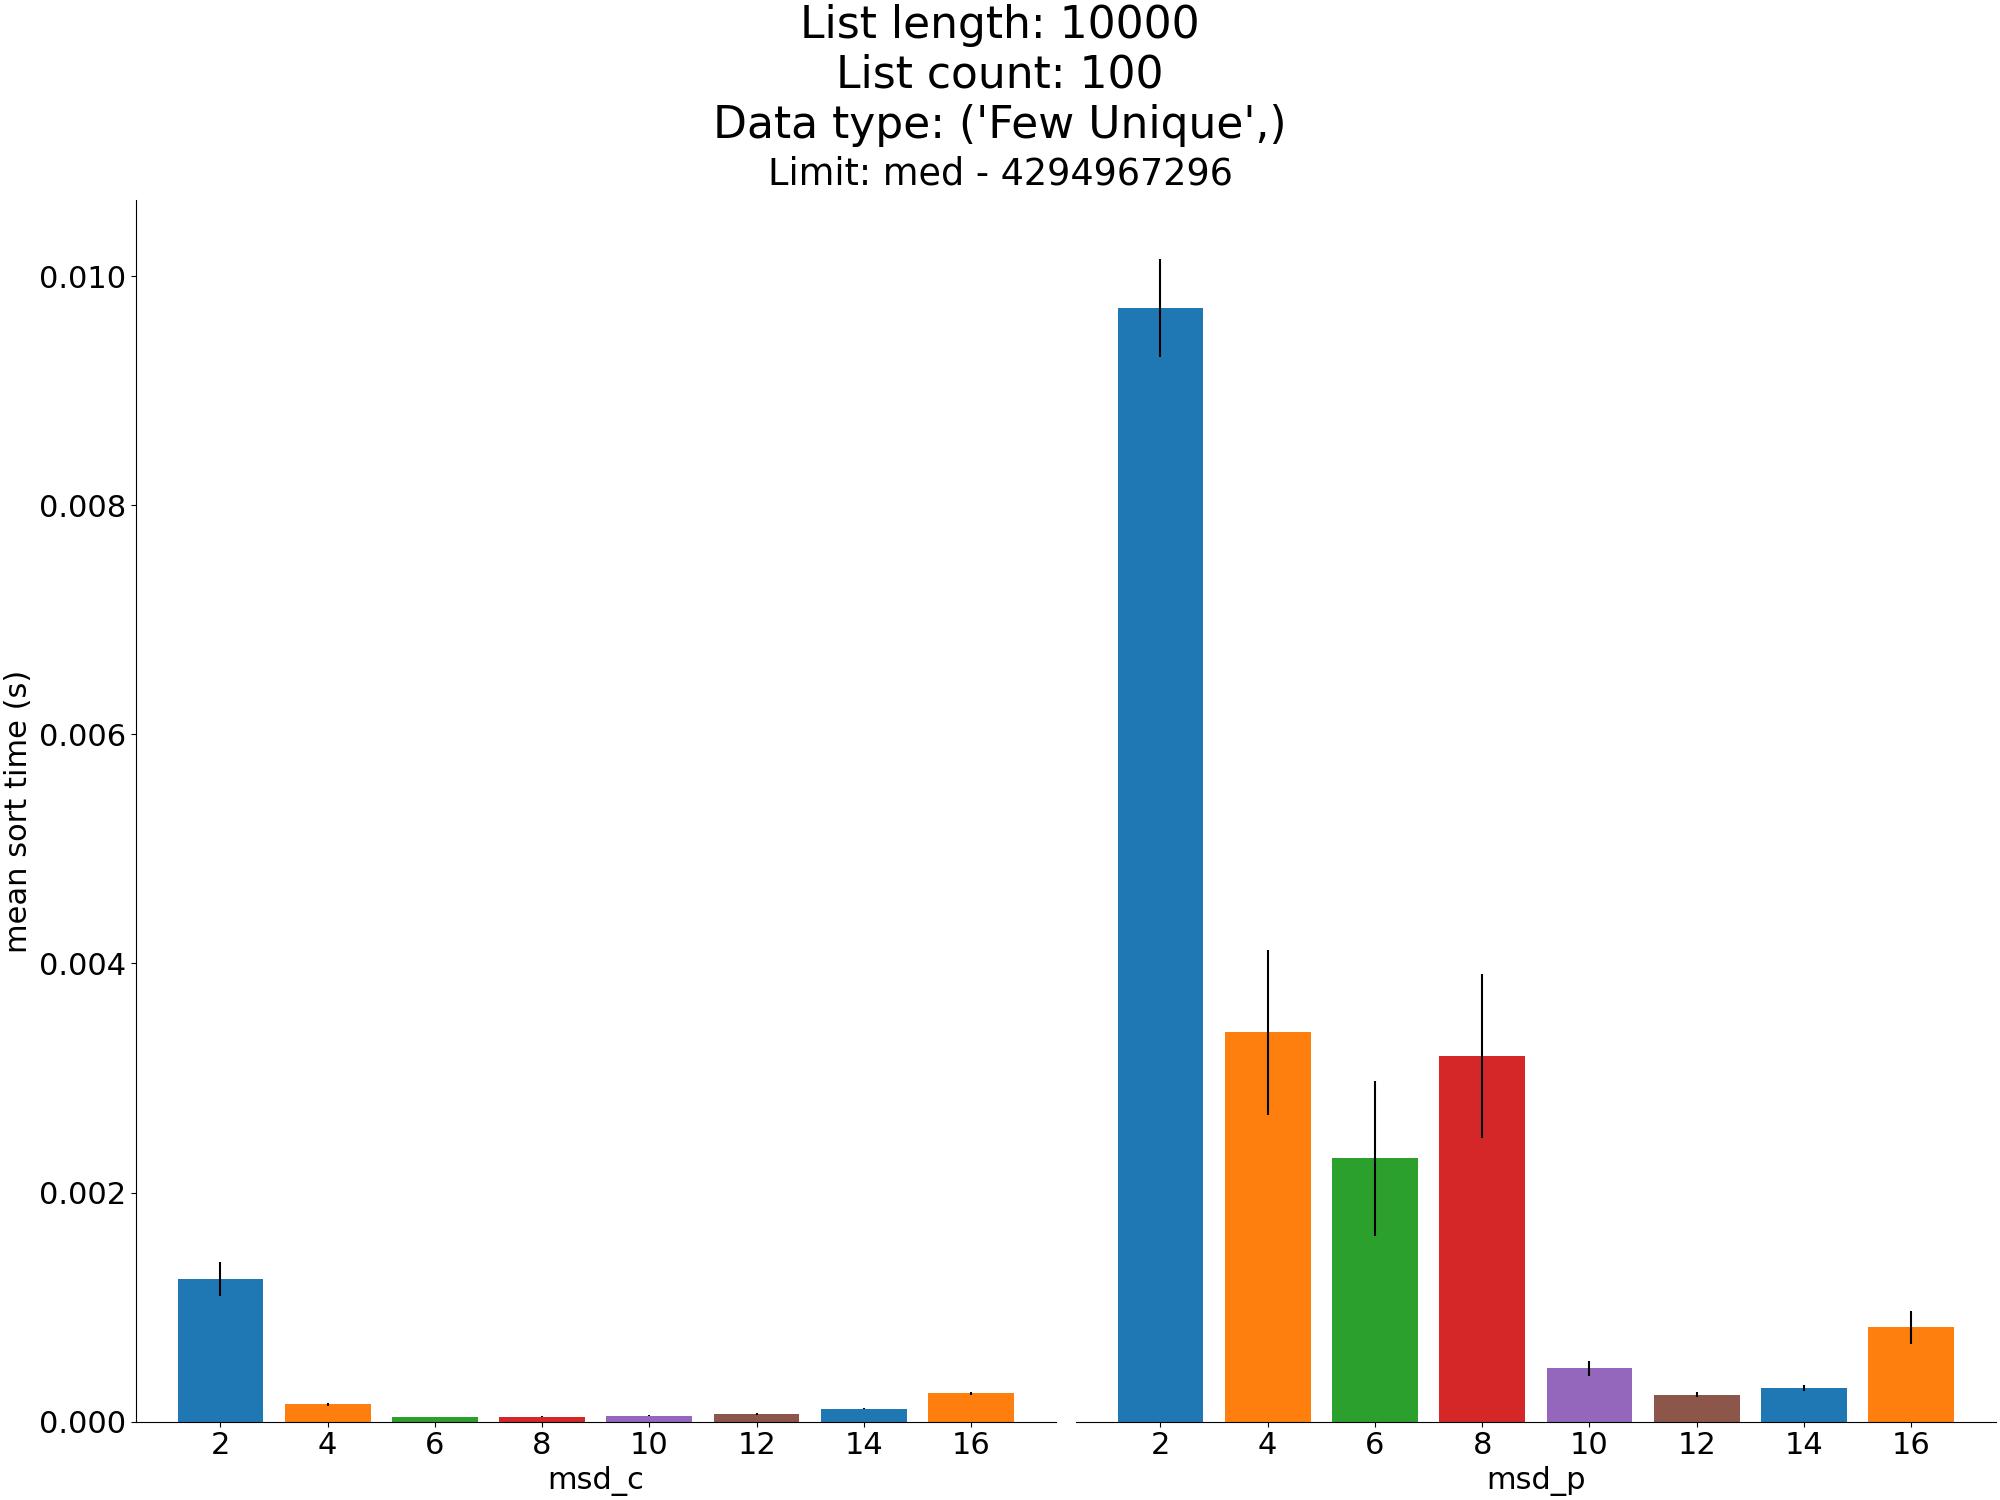 List length: 10000
List count: 100
Data type: ('Few Unique',)
Limit: med - 4294967296
mean sort time (s)
0.010
0.008
0.006
0.004
0.002
0.000
2 4 6 8 10 12 14 16
msd_c
2 4 6 8 10 12 14 16
msd_p